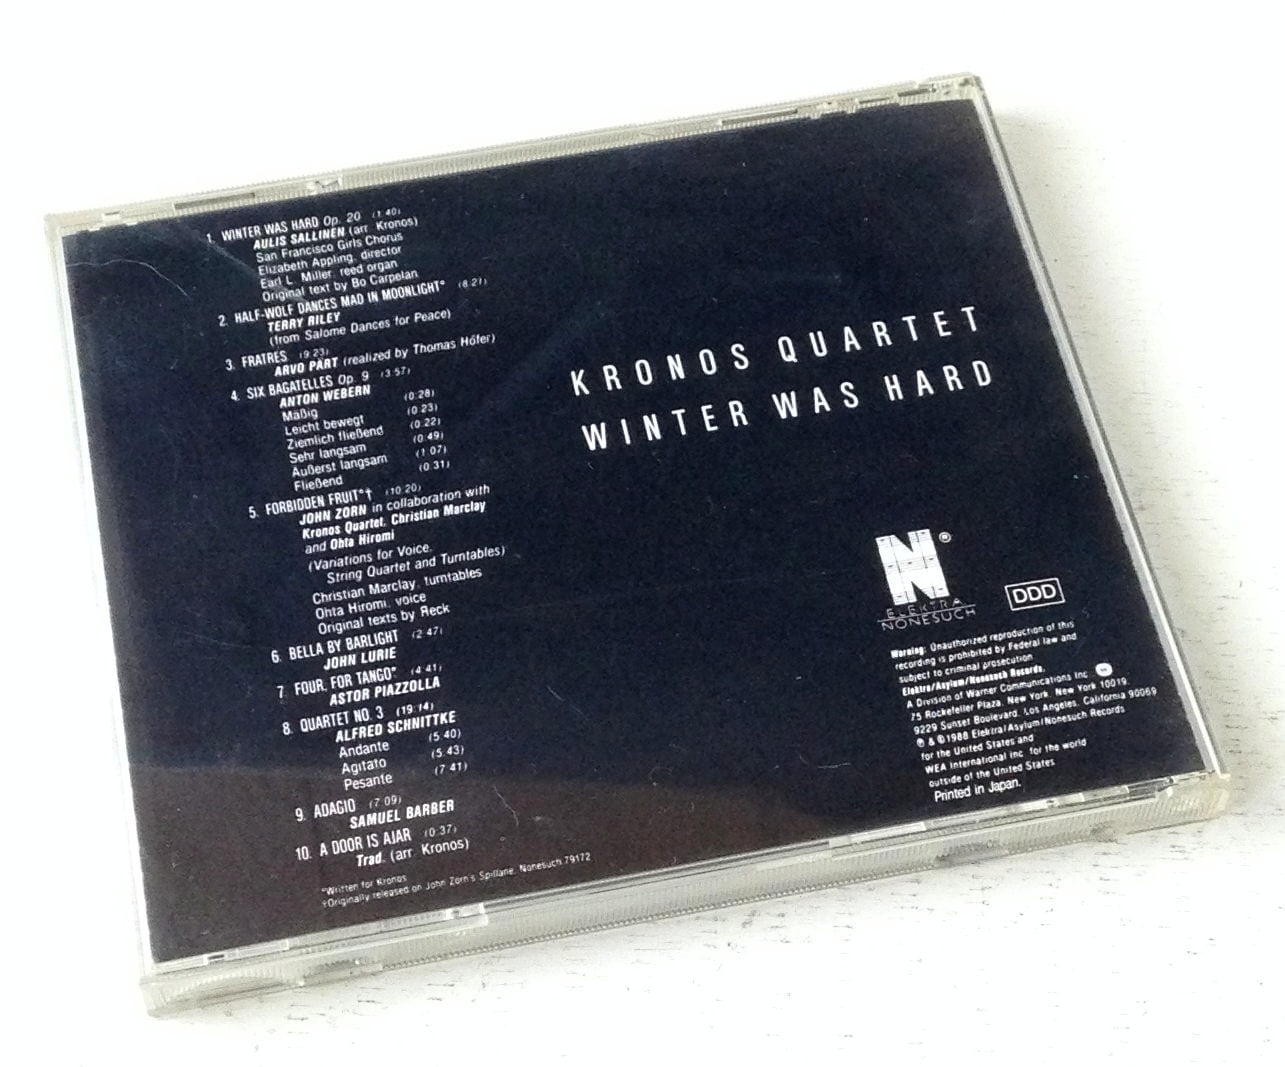 1. WINTER WAS HARD Op. 20 (1:40)
AULIS SALLINEN (arr. Kronos)
San Francisco Girls Chorus
Elizabeth Appling, director
Earl L. Miller, reed organ
Original text by Bo Carpelan
2. HALF-WOLF DANCES MAD IN MOONLIGHT* (8:21)
TERRY RILEY
(from Salome Dances for Peace)
3. FRATRES (9:23)
ARVO PÄRT (realized by Thomas Höfer)
4. SIX BAGATELLES Op. 9 (3:57)
ANTON WEBERN
Mäßig (0:28)
Leicht bewegt (0:23)
Ziemlich fließend (0:22)
Sehr langsam (0:49)
Äußerst langsam (1:07)
Fließend (0:31)
5. FORBIDDEN FRUIT*† (10:20)
JOHN ZORN in collaboration with
Kronos Quartet, Christian Marclay
and Ohta Hiromi
(Variations for Voice,
String Quartet and Turntables)
Christian Marclay, turntables
Ohta Hiromi, voice
Original texts by Reck
6. BELLA BY BARLIGHT (2:47)
JOHN LURIE
7. FOUR, FOR TANGO* (4:41)
ASTOR PIAZZOLLA
8. QUARTET NO. 3 (19:14)
ALFRED SCHNITTKE
Andante (5:40)
Agitato (5:43)
Pesante (7:41)
9. ADAGIO (7:09)
SAMUEL BARBER
10. A DOOR IS AJAR (0:37)
Trad. (arr. Kronos)
*Written for Kronos
†Originally released on John Zorn's Spillane, Nonesuch 79172
KRONOS QUARTET
WINTER WAS HARD
N®
ELEKTRA
NONESUCH
DDD
Warning: Unauthorized reproduction of this
recording is prohibited by Federal law and
subject to criminal prosecution.
Elektra/Asylum/Nonesuch Records,
A Division of Warner Communications Inc.
75 Rockefeller Plaza, New York, New York 10019.
9229 Sunset Boulevard, Los Angeles, California 90069
℗ & © 1988 Elektra/Asylum/Nonesuch Records
for the United States and
WEA International Inc. for the world
outside of the United States.
Printed in Japan.